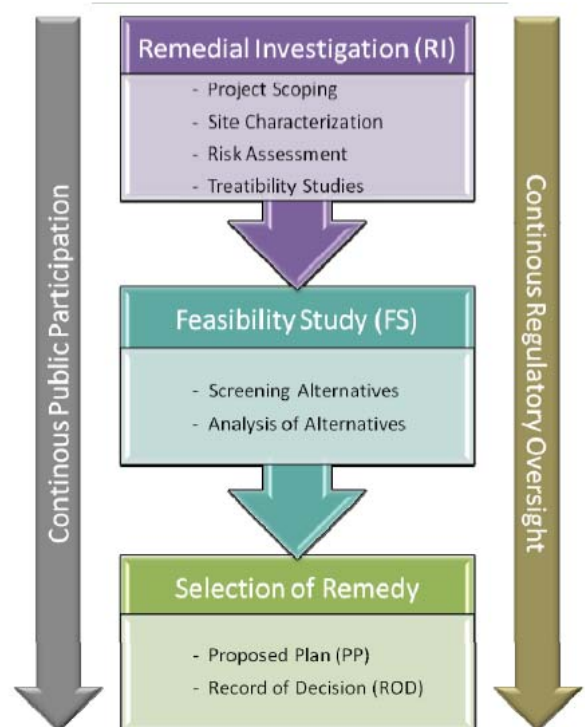 Continous Public Participation
Remedial Investigation (RI)
- Project Scoping
- Site Characterization
- Risk Assessment
- Treatibility Studies
Feasibility Study (FS)
- Screening Alternatives
- Analysis of Alternatives
Selection of Remedy
- Proposed Plan (PP)
- Record of Decision (ROD)
Continous Regulatory Oversight